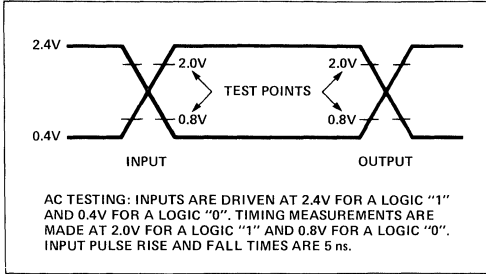 2.4V
2.0V TEST POINTS 2.0V
0.8V 0.8V
0.4V
INPUT OUTPUT
AC TESTING: INPUTS ARE DRIVEN AT 2.4V FOR A LOGIC "1"
AND 0.4V FOR A LOGIC "0". TIMING MEASUREMENTS ARE
MADE AT 2.0V FOR A LOGIC "1" AND 0.8V FOR A LOGIC "0".
INPUT PULSE RISE AND FALL TIMES ARE 5 ns.